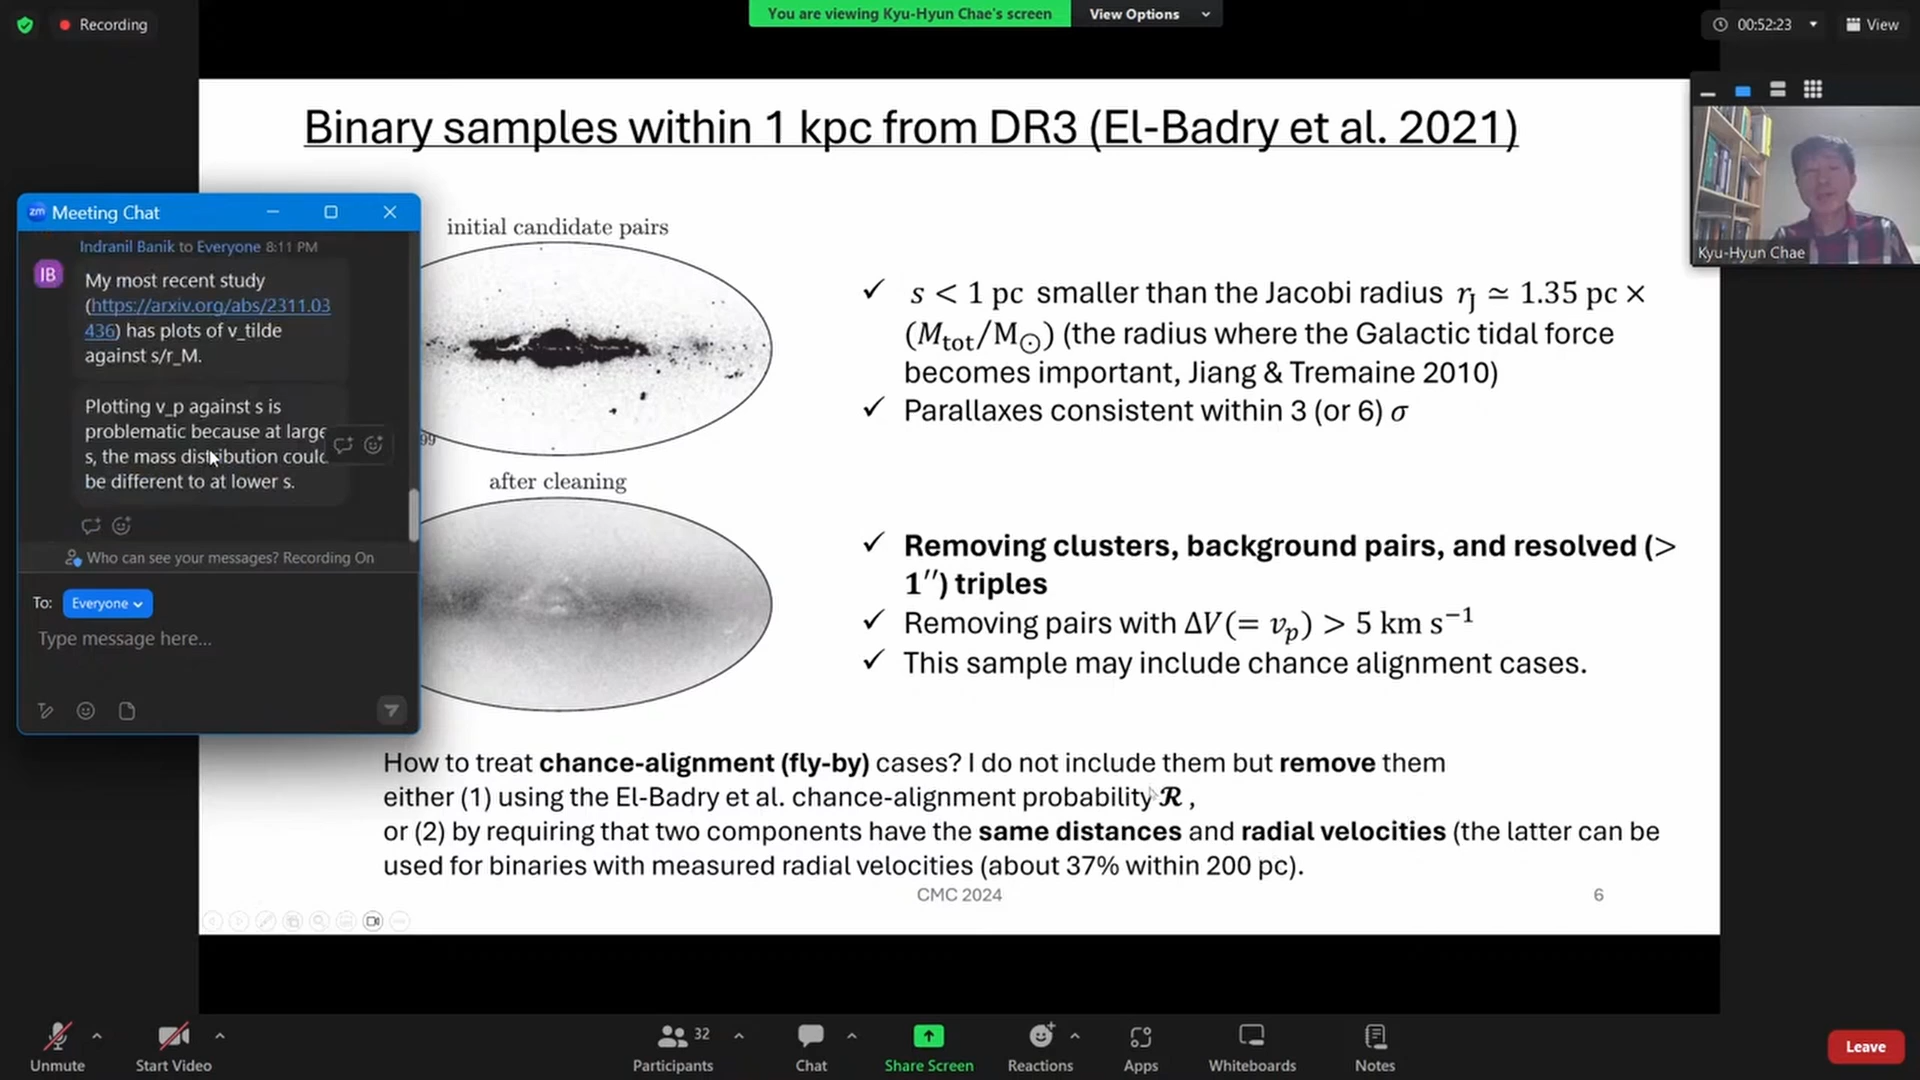 Recording
You are viewing Kyu-Hyun Chae's screen
View Options
00:52:23
View
Binary samples within 1 kpc from DR3 (El-Badry et al. 2021)
Kyu-Hyun Chae
zm Meeting Chat
Indranil Banik to Everyone 8:11 PM
IB
My most recent study
(https://arxiv.org/abs/2311.03
436) has plots of v_tilde
against s/r_M.
Plotting v_p against s is
problematic because at large
s, the mass distribution could
be different to at lower s.
Who can see your messages? Recording On
To: Everyone
Type message here...
initial candidate pairs
99
after cleaning
✓ s < 1 pc smaller than the Jacobi radius r_J ≃ 1.35 pc ×
(M_tot/M_⊙) (the radius where the Galactic tidal force
becomes important, Jiang & Tremaine 2010)
✓ Parallaxes consistent within 3 (or 6) σ
✓ Removing clusters, background pairs, and resolved (>
1′′) triples
✓ Removing pairs with ΔV(= v_p) > 5 km s⁻¹
✓ This sample may include chance alignment cases.
How to treat chance-alignment (fly-by) cases? I do not include them but remove them
either (1) using the El-Badry et al. chance-alignment probability ℛ ,
or (2) by requiring that two components have the same distances and radial velocities (the latter can be
used for binaries with measured radial velocities (about 37% within 200 pc).
CMC 2024
6
Unmute
Start Video
32
Participants
Chat
Share Screen
Reactions
Apps
Whiteboards
Notes
Leave